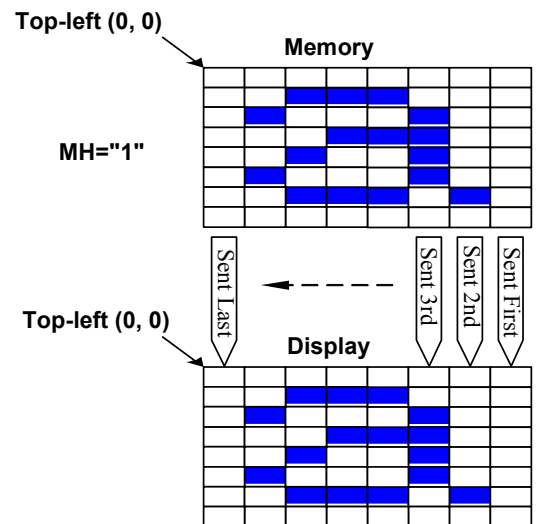 Top-left (0, 0)
Memory
MH="1"
Sent Last
Sent 3rd
Sent 2nd
Sent First
Top-left (0, 0)
Display